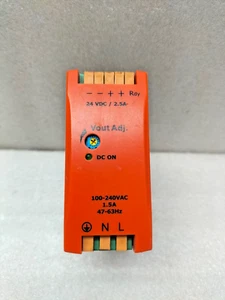 − − + + Rdy
24 VDC / 2.5A
Vout Adj.
DC ON
100-240VAC
1.5A
47-63Hz
N L